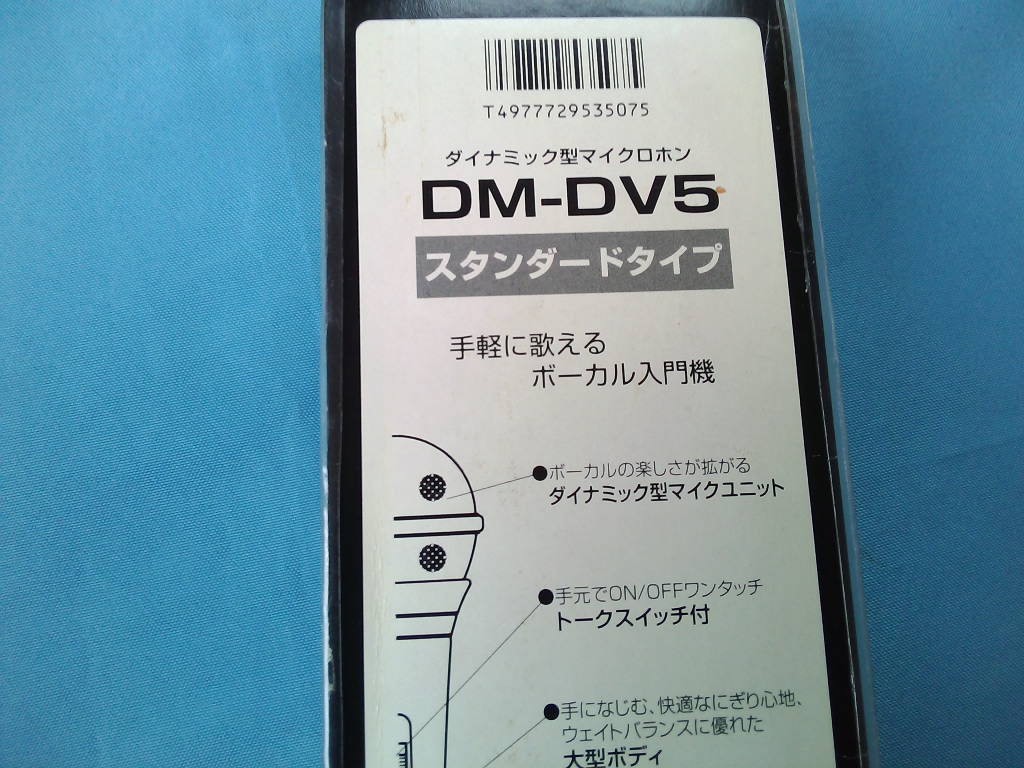 T4977729535075
ダイナミック型マイクロホン
DM-DV5
スタンダードタイプ
手軽に歌える
ボーカル入門機
●ボーカルの楽しさが拡がる
ダイナミック型マイクユニット
●手元でON/OFFワンタッチ
トークスイッチ付
●手になじむ、快適なにぎり心地、
ウェイトバランスに優れた
大型ボディ